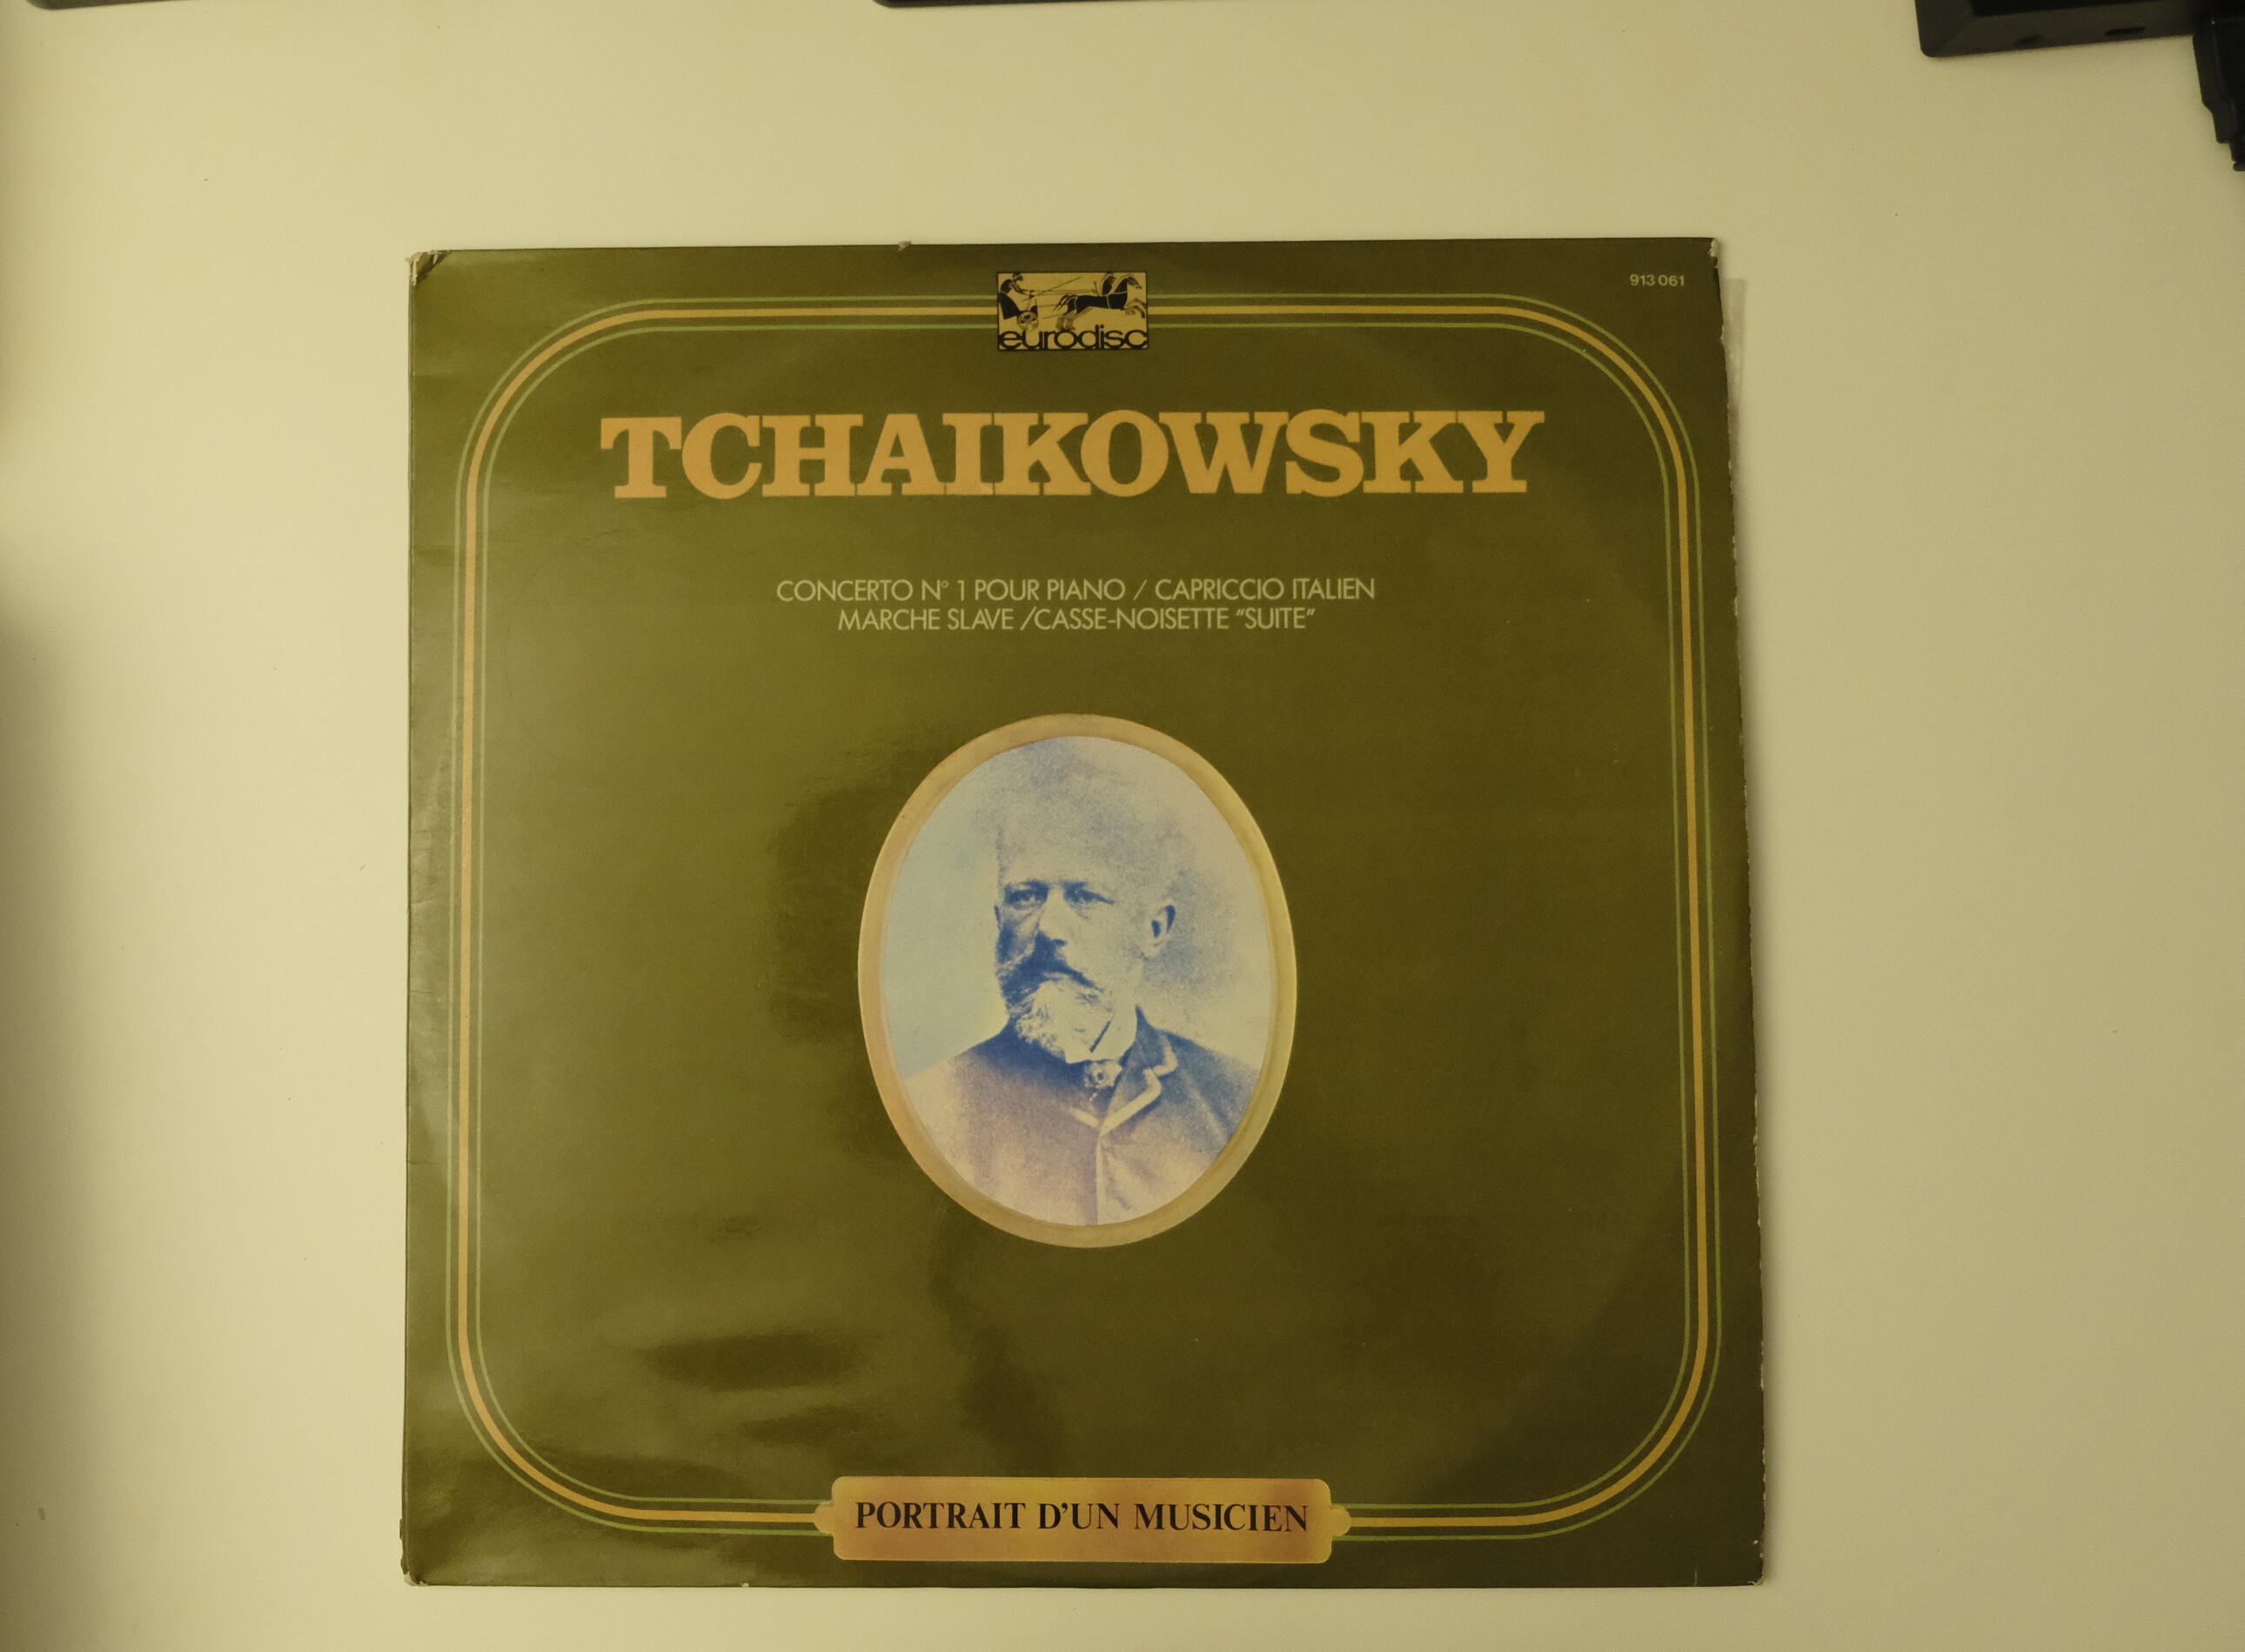 913 061
eurodisc
TCHAIKOWSKY
CONCERTO N° 1 POUR PIANO / CAPRICCIO ITALIEN
MARCHE SLAVE /CASSE-NOISETTE “SUITE”
PORTRAIT D'UN MUSICIEN